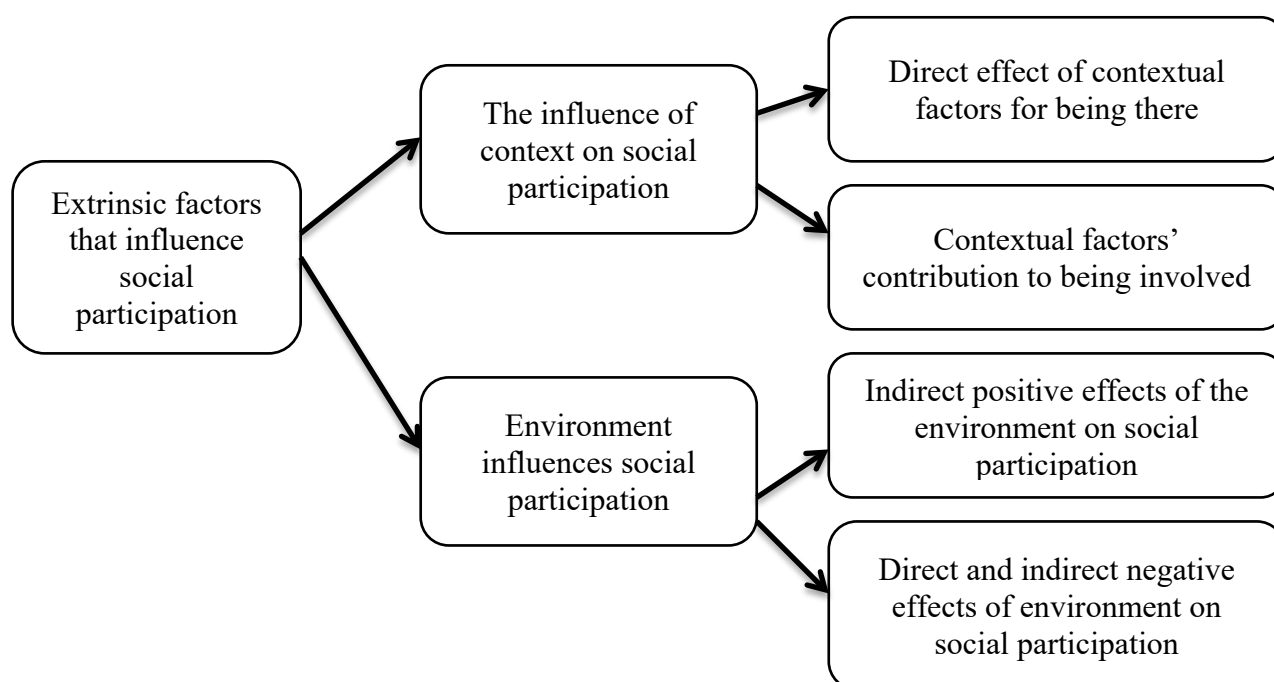 Extrinsic factors
that influence
social
participation
The influence of
context on social
participation
Environment
influences social
participation
Direct effect of contextual
factors for being there
Contextual factors’
contribution to being involved
Indirect positive effects of the
environment on social
participation
Direct and indirect negative
effects of environment on
social participation